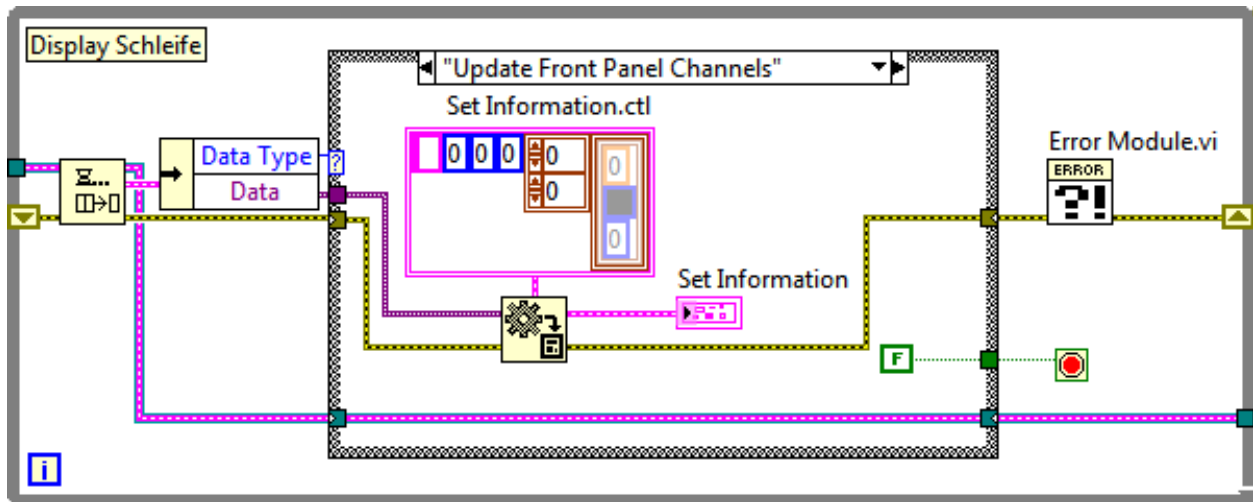 Display Schleife
"Update Front Panel Channels"
Set Information.ctl
0 0 0 0 0
0
0
Data Type ?
Data
Error Module.vi
ERROR
?!
Set Information
F
i